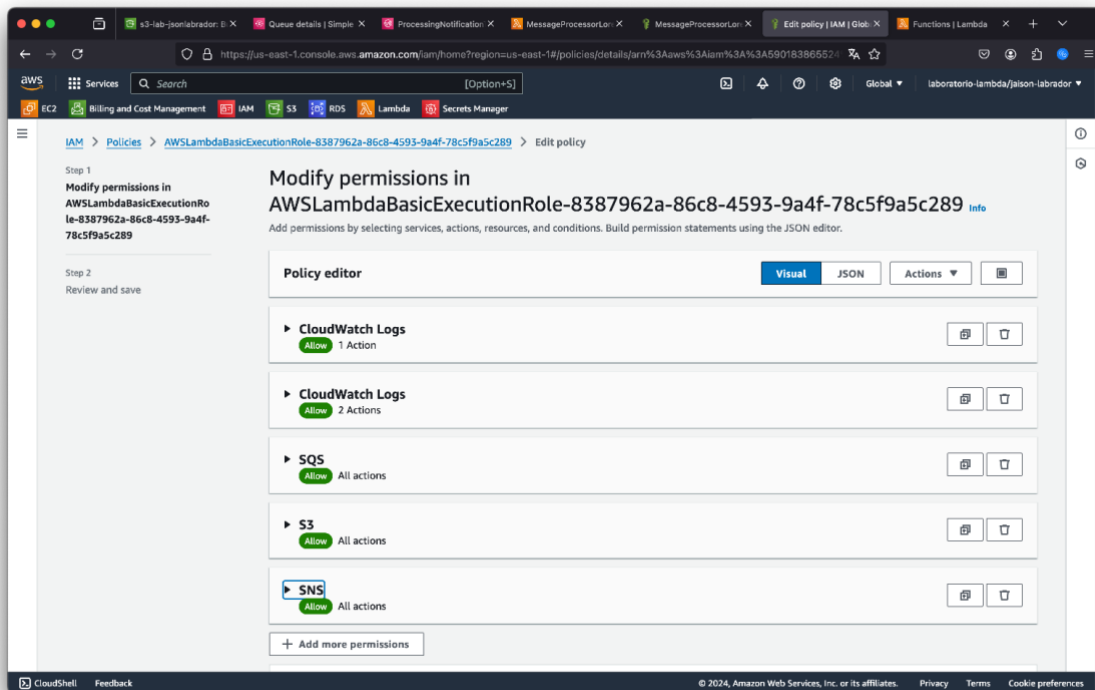 s3-lab-jsonlabrador: B
Queue details | Simple
ProcessingNotification
MessageProcessorLor
MessageProcessorLor
Edit policy | IAM | Glob
Functions | Lambda
https://us-east-1.console.aws.amazon.com/iam/home?region=us-east-1#/policies/details/arn%3Aaws%3Aiam%3A%3A590183865524
aws
Services
Search
[Option+S]
Global
laboratorio-lambda/jaison-labrador
EC2
Billing and Cost Management
IAM
S3
RDS
Lambda
Secrets Manager
IAM > Policies > AWSLambdaBasicExecutionRole-8387962a-86c8-4593-9a4f-78c5f9a5c289 > Edit policy
Step 1
Modify permissions in
AWSLambdaBasicExecutionRo
le-8387962a-86c8-4593-9a4f-
78c5f9a5c289
Step 2
Review and save
Modify permissions in
AWSLambdaBasicExecutionRole-8387962a-86c8-4593-9a4f-78c5f9a5c289 Info
Add permissions by selecting services, actions, resources, and conditions. Build permission statements using the JSON editor.
Policy editor
Visual
JSON
Actions
CloudWatch Logs
Allow 1 Action
CloudWatch Logs
Allow 2 Actions
SQS
Allow All actions
S3
Allow All actions
SNS
Allow All actions
+ Add more permissions
CloudShell
Feedback
© 2024, Amazon Web Services, Inc. or its affiliates.
Privacy
Terms
Cookie preferences